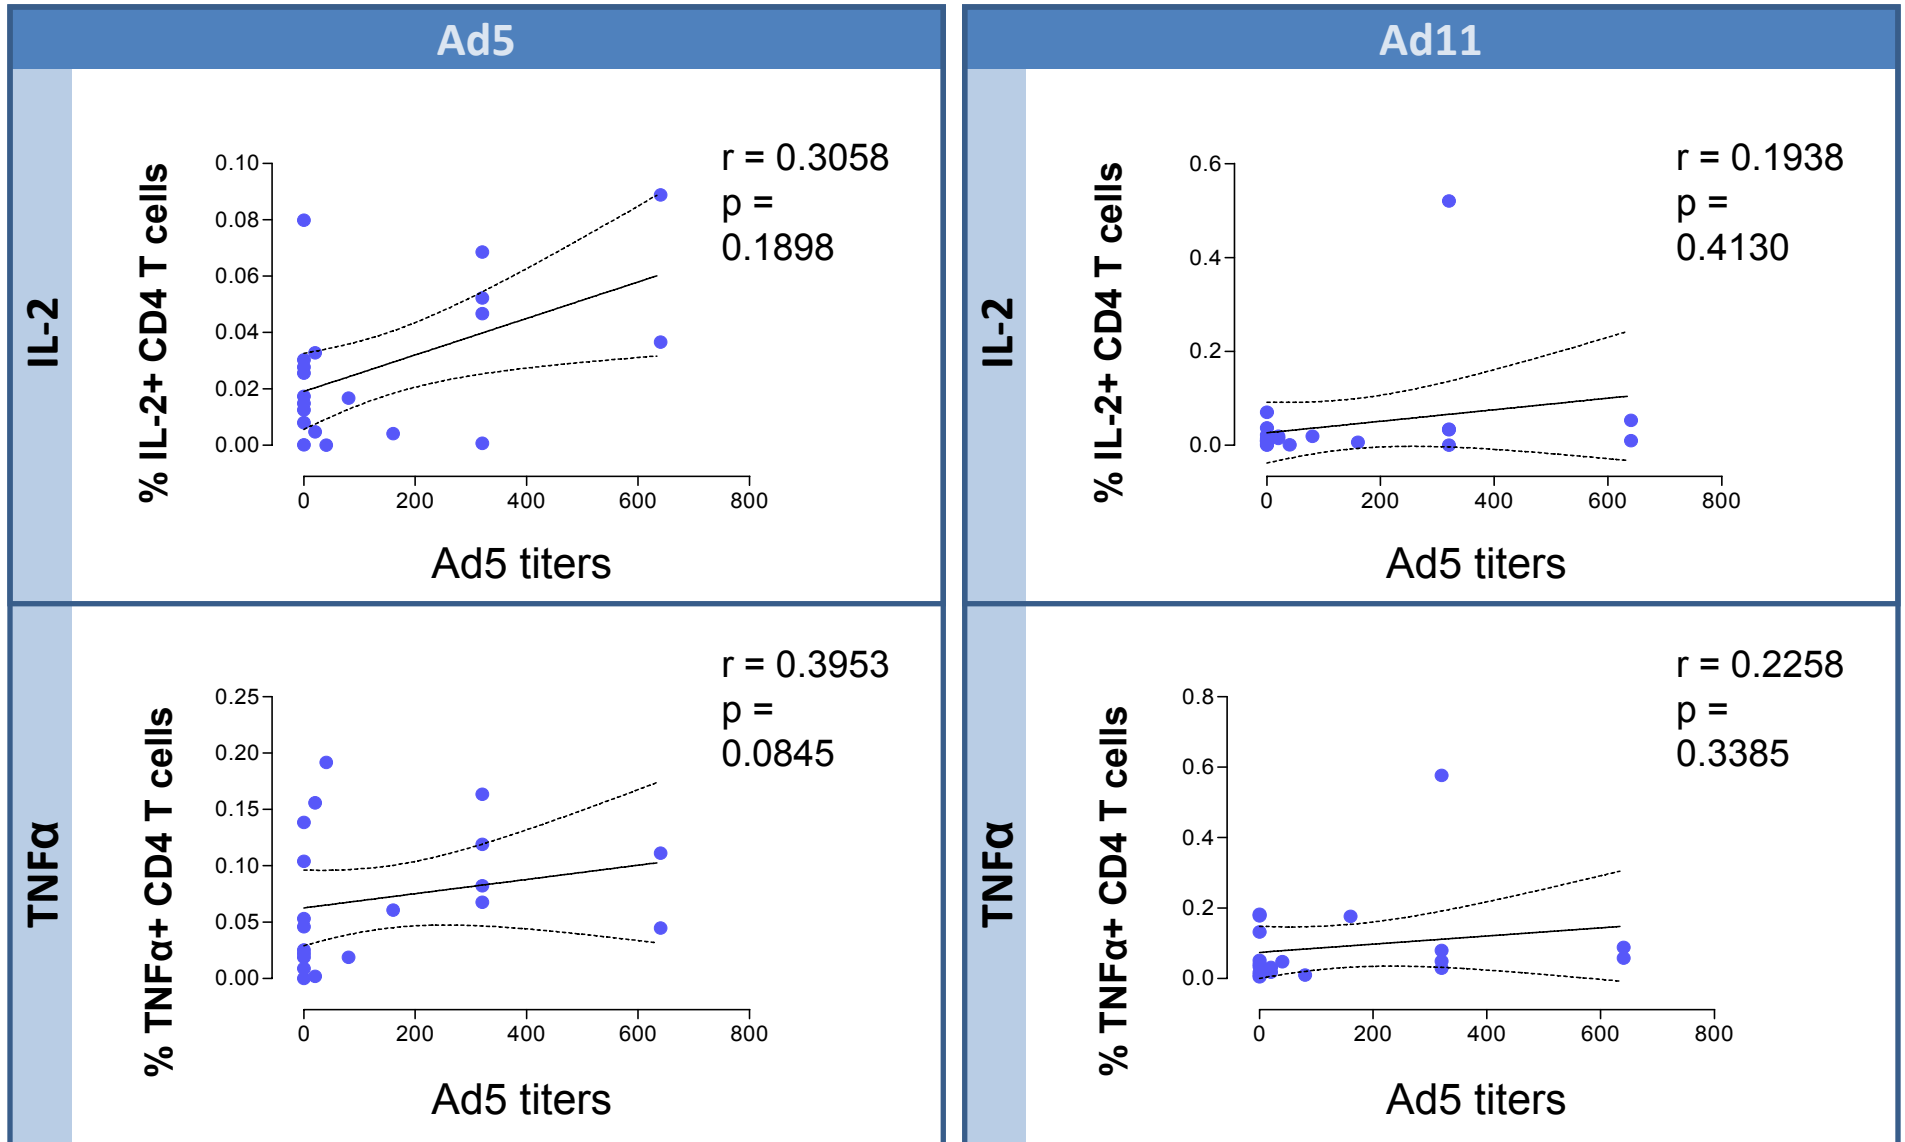 Ad5
IL-2
% IL-2+ CD4 T cells
0.10
0.08
0.06
0.04
0.02
0.00
0 200 400 600 800
Ad5 titers
r = 0.3058
p =
0.1898
TNFα
% TNFα+ CD4 T cells
0.25
0.20
0.15
0.10
0.05
0.00
0 200 400 600 800
Ad5 titers
r = 0.3953
p =
0.0845
Ad11
IL-2
% IL-2+ CD4 T cells
0.6
0.4
0.2
0.0
0 200 400 600 800
Ad5 titers
r = 0.1938
p =
0.4130
TNFα
% TNFα+ CD4 T cells
0.8
0.6
0.4
0.2
0.0
0 200 400 600 800
Ad5 titers
r = 0.2258
p =
0.3385